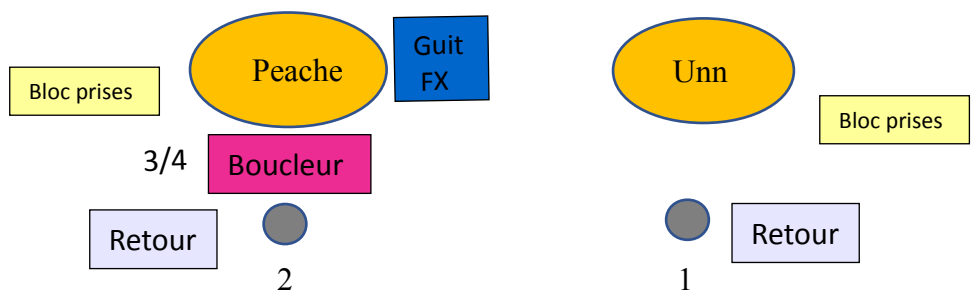 Peache
Guit
FX
Unn
Bloc prises
Bloc prises
3/4
Boucleur
Retour
Retour
2
1